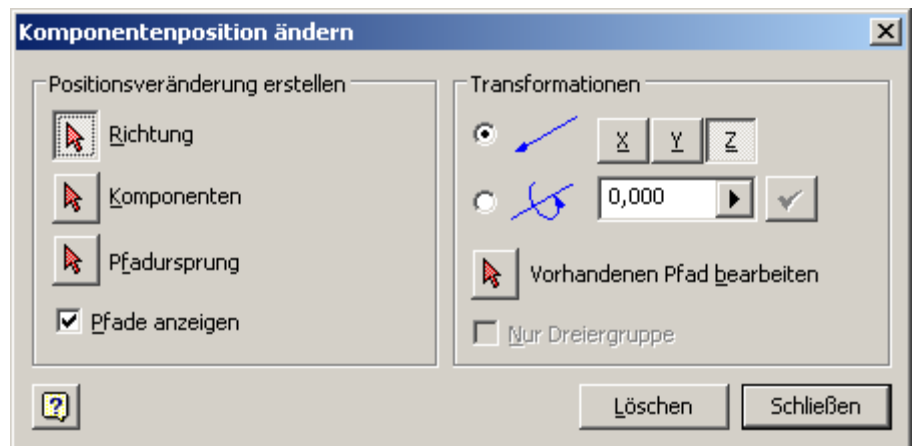 Komponentenposition ändern
Positionsveränderung erstellen
Richtung
Komponenten
Pfadursprung
Pfade anzeigen
Transformationen
X Y Z
0,000
Vorhandenen Pfad bearbeiten
Nur Dreiergruppe
?
Löschen
Schließen